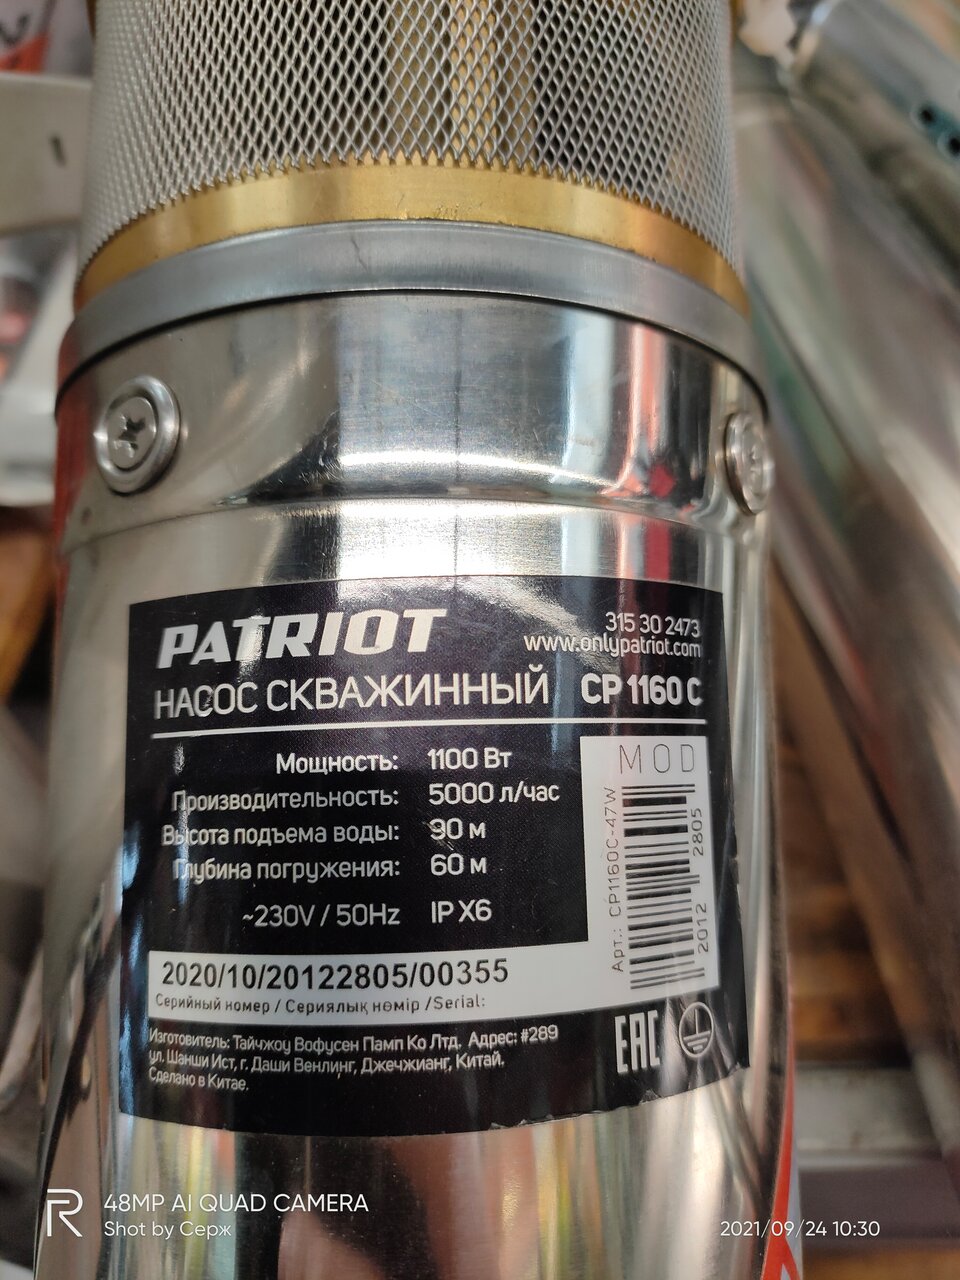 PATRIOT
315 30 2473
www.onlypatriot.com
НАСОС СКВАЖИННЫЙ CP 1160 C
Мощность: 1100 Вт
Производительность: 5000 л/час
Высота подъема воды: 90 м
Глубина погружения: 60 м
~230V / 50Hz IP X6
MOD
Арт.: CP1160C-47W
2012 2805
2020/10/20122805/00355
Серийный номер / Сериялық нөмір /Serial:
Изготовитель: Тайчжоу Вофусен Памп Ко Лтд. Адрес: #289
ул. Шанши Ист, г. Даши Венлинг, Джечжианг, Китай.
Сделано в Китае.
EAC
R
48MP AI QUAD CAMERA
Shot by Серж
2021/09/24 10:30